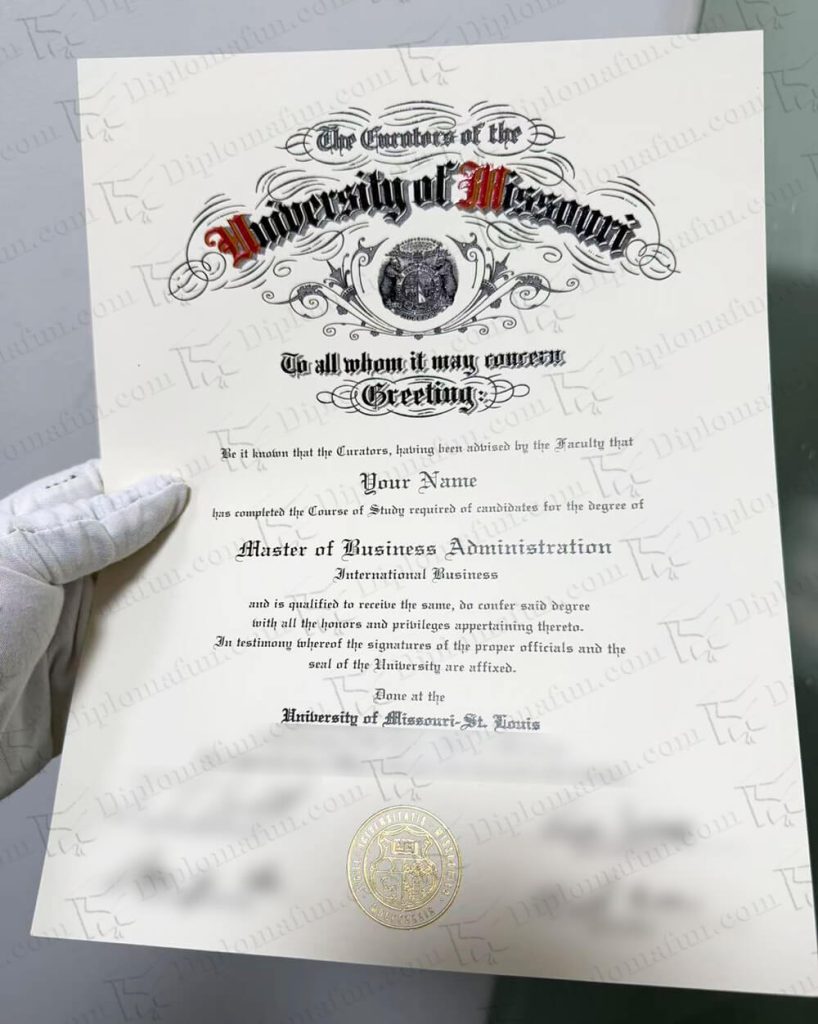 The Curators of the
University of Missouri
To all whom it may concern
Greeting:
Be it known that the Curators, having been advised by the Faculty that
Your Name
has completed the Course of Study required of candidates for the degree of
Master of Business Administration
International Business
and is qualified to receive the same, do confer said degree
with all the honors and privileges appertaining thereto.
In testimony whereof the signatures of the proper officials and the
seal of the University are affixed.
Done at the
University of Missouri-St. Louis
Diplomafun.com